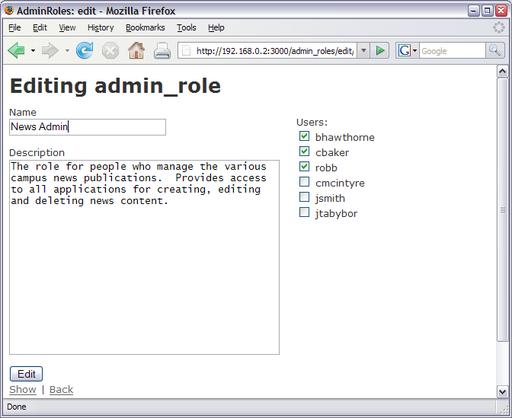 AdminRoles: edit - Mozilla Firefox
File Edit View History Bookmarks Tools Help
http://192.168.0.2:3000/admin_roles/edit/
Google
Editing admin_role
Name
News Admin
Users:
bhawthorne
cbaker
robb
cmcintyre
jsmith
jtabybor
Description
The role for people who manage the various
campus news publications.  Provides access
to all applications for creating, editing
and deleting news content.
Edit
Show | Back
Done